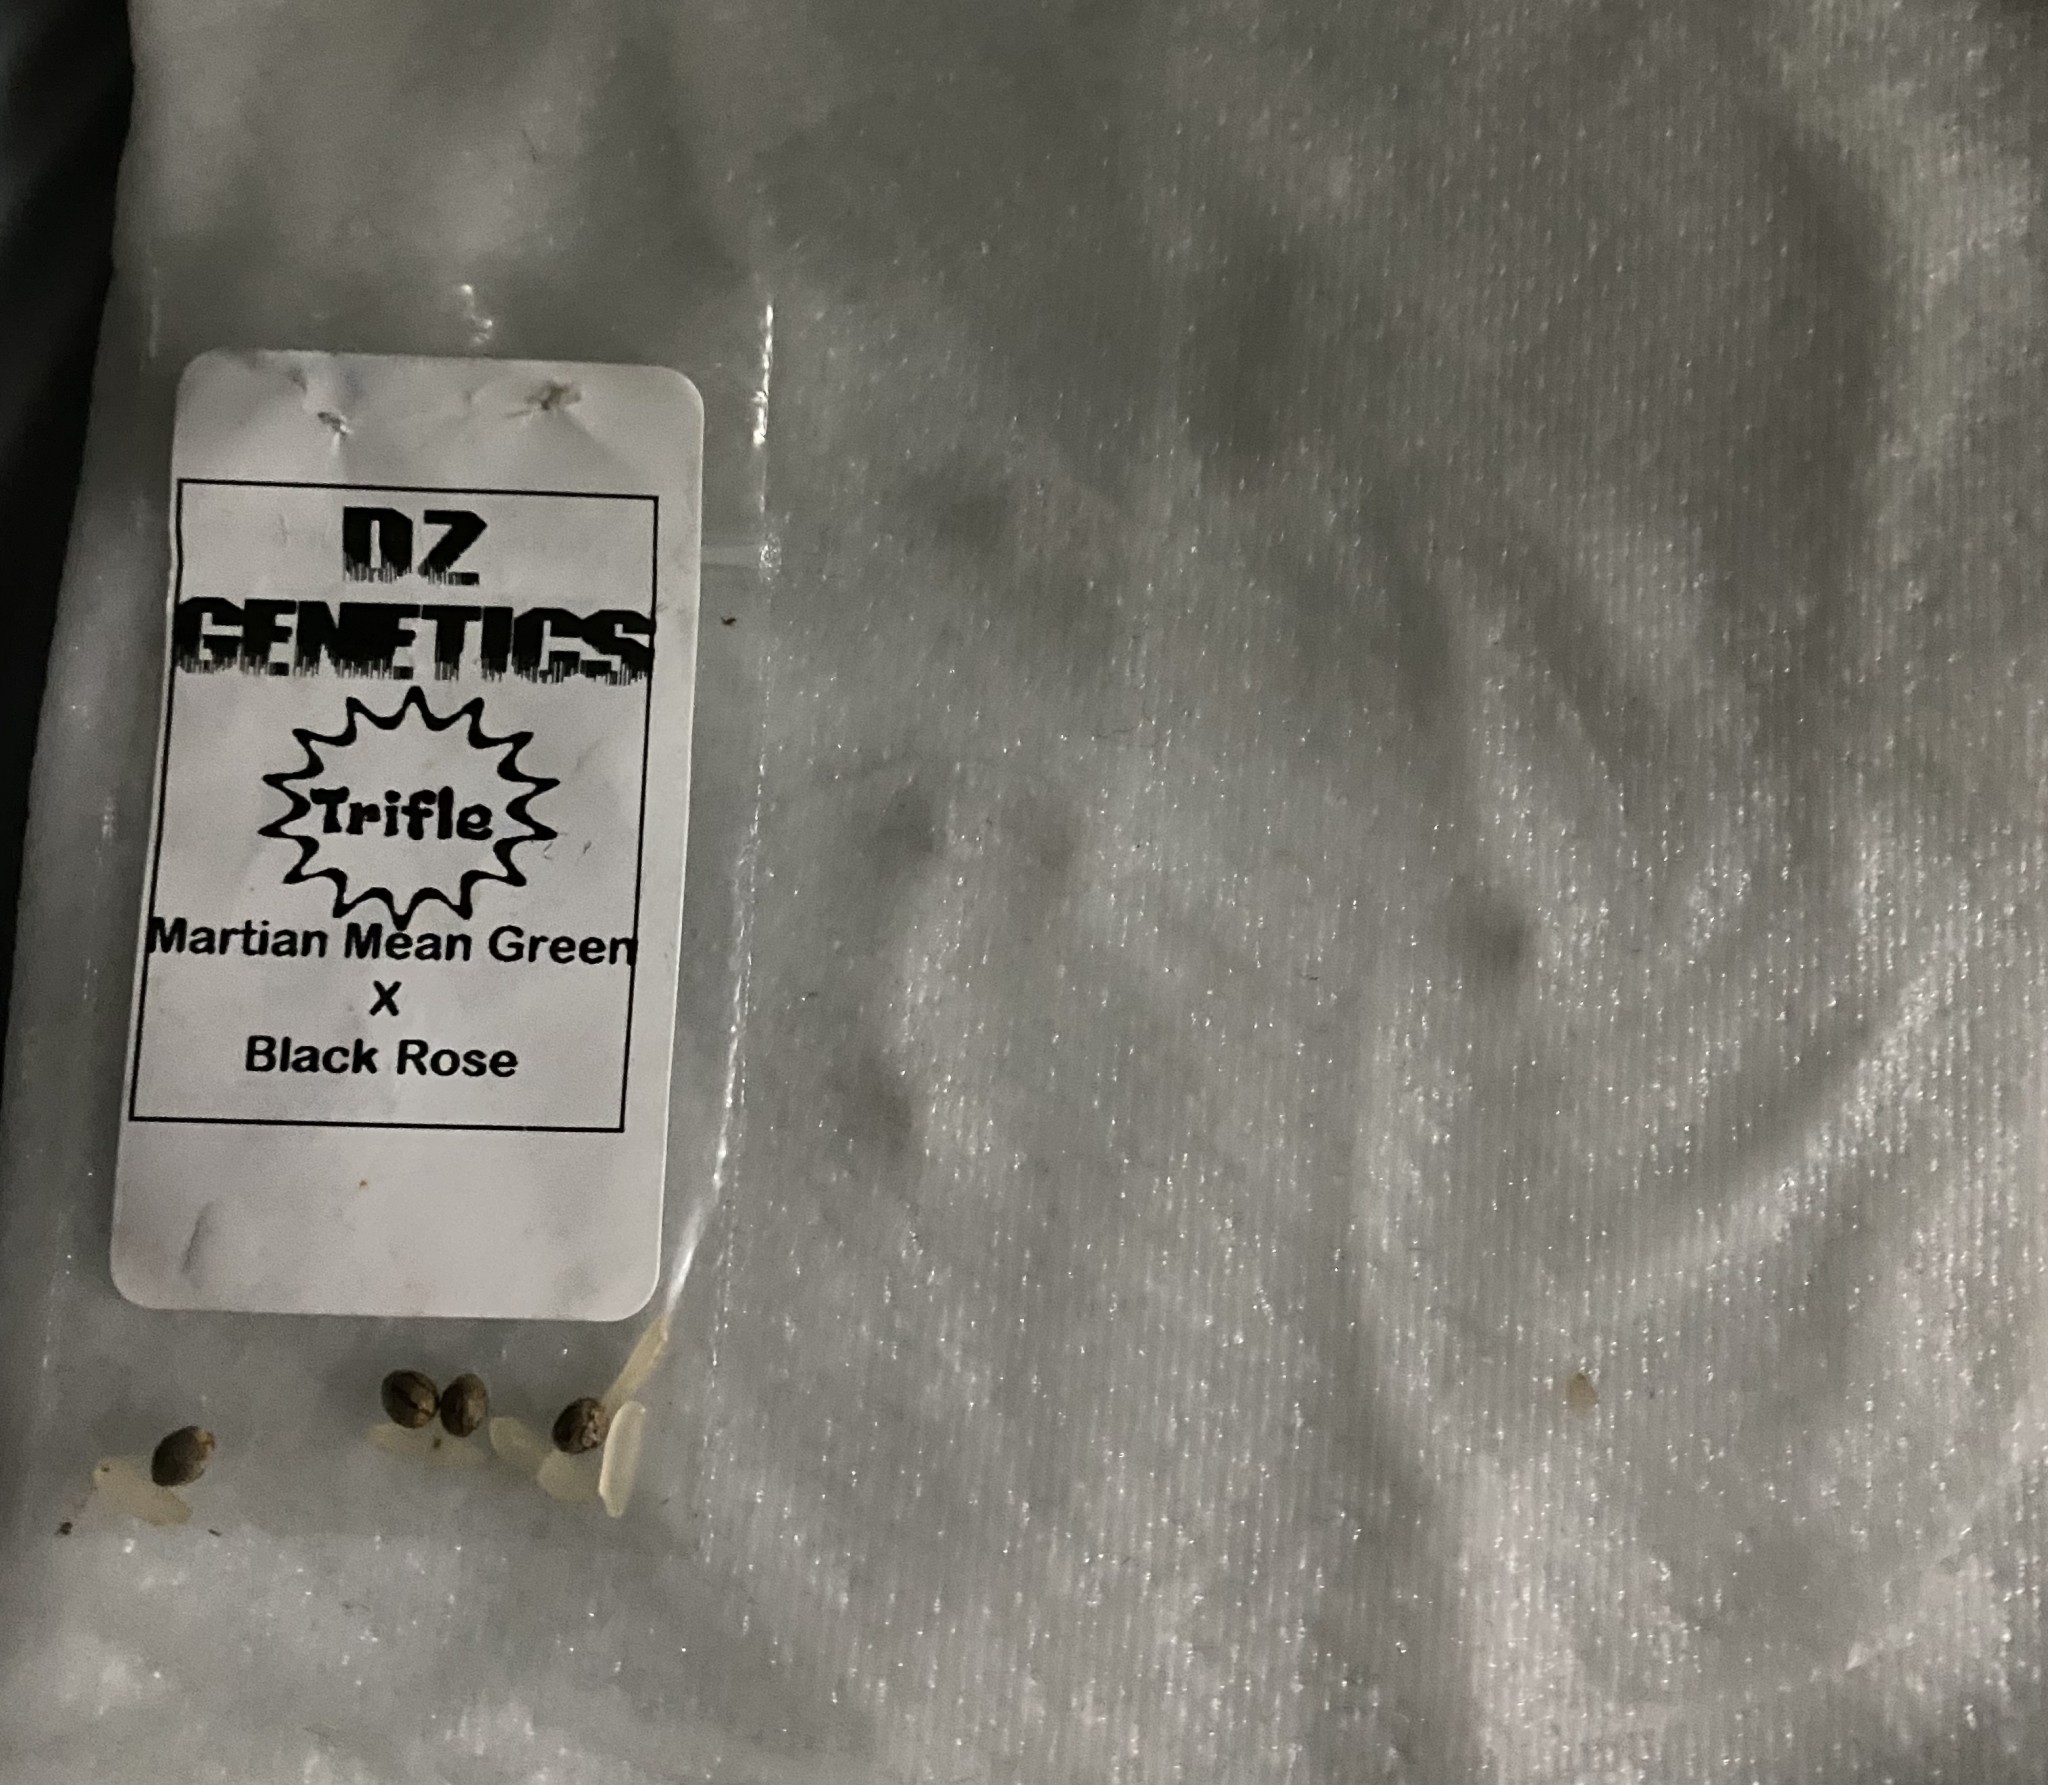 DZ
GENETICS
Trifle
Martian Mean Green
X
Black Rose